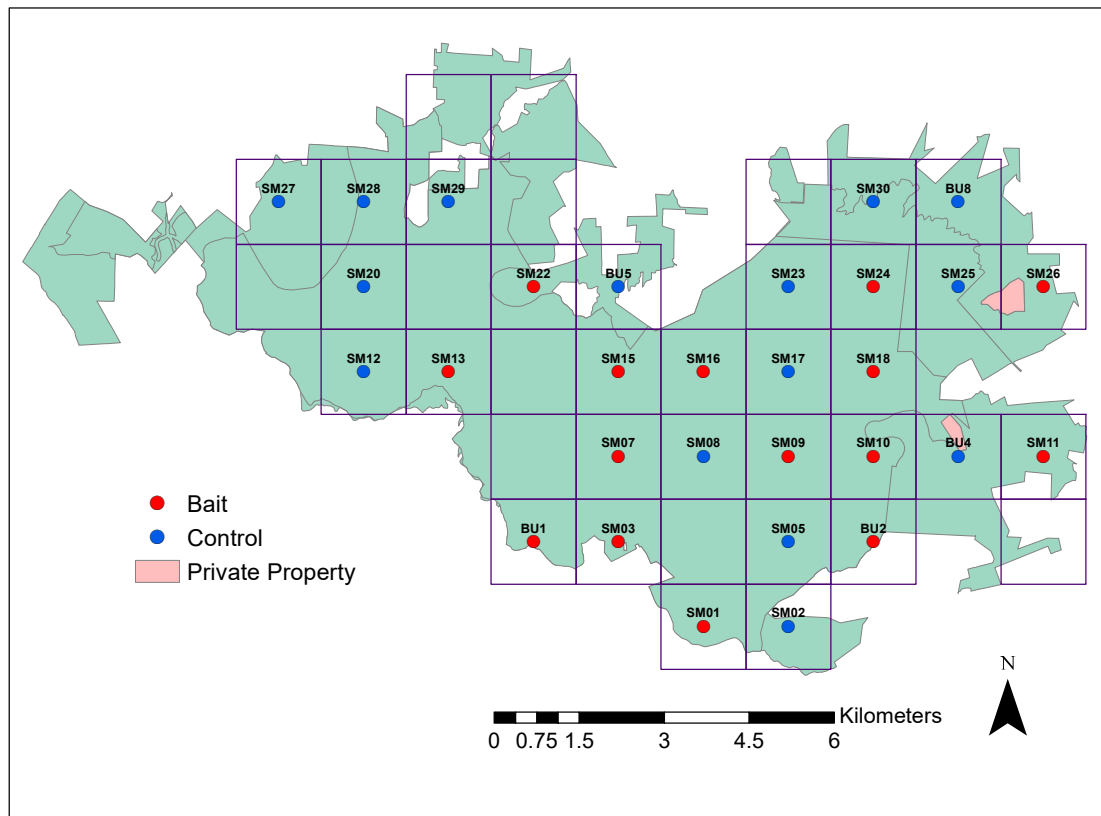 SM27 SM28 SM29 SM30 BU8
SM20 SM22 BU5 SM23 SM24 SM25 SM26
SM12 SM13 SM15 SM16 SM17 SM18
SM07 SM08 SM09 SM10 BU4 SM11
BU1 SM03 SM05 BU2
SM01 SM02
Bait
Control
Private Property
N
Kilometers
0 0.75 1.5 3 4.5 6